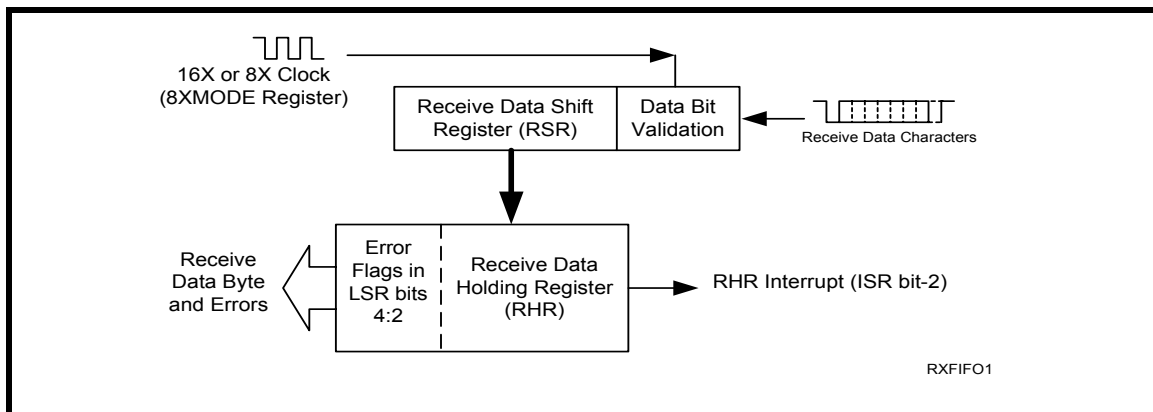 16X or 8X Clock
(8XMODE Register)
Receive Data Shift
Register (RSR)
Data Bit
Validation
Receive Data Characters
Receive
Data Byte
and Errors
Error
Flags in
LSR bits
4:2
Receive Data
Holding Register
(RHR)
RHR Interrupt (ISR bit-2)
RXFIFO1